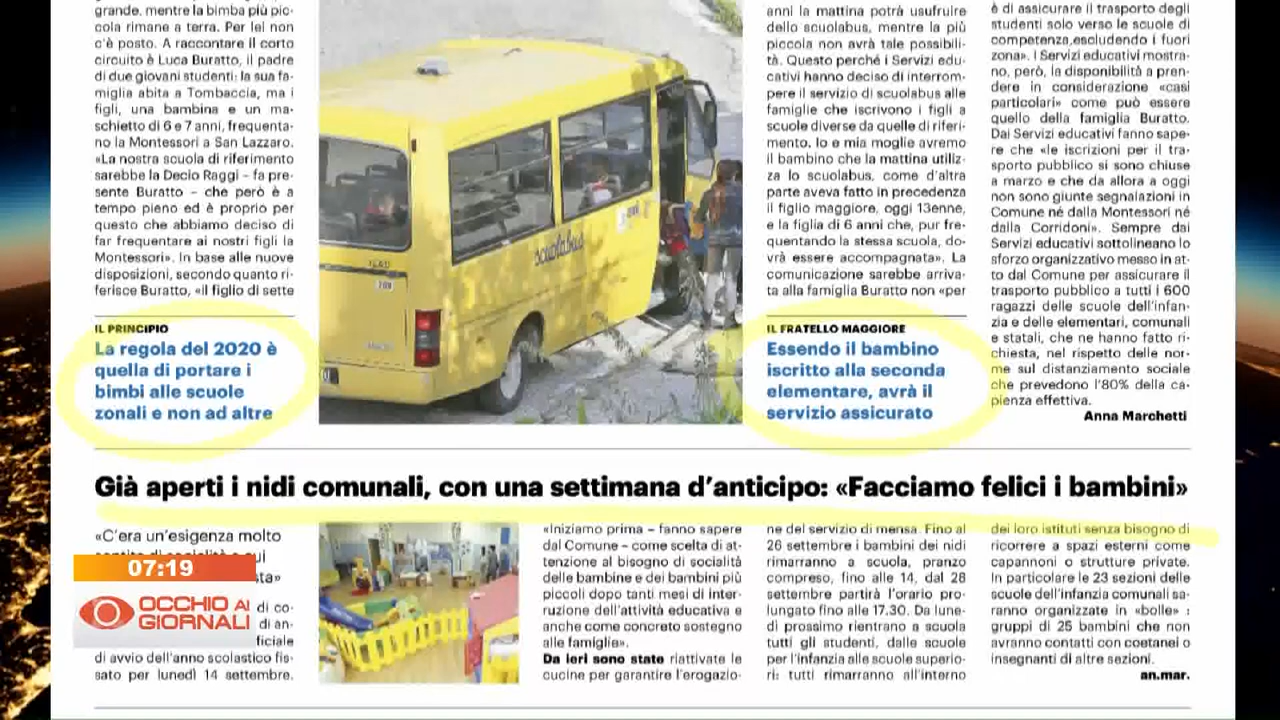 grande, mentre la bimba più pic-
cola rimane a terra. Per lei non
c'è posto. A raccontare il corto
circuito è Luca Buratto, il padre
di due giovani studenti: la sua fa-
miglia abita a Tombaccia, ma i
figli, una bambina e un ma-
schietto di 6 e 7 anni, frequenta-
no la Montessori a San Lazzaro.
«La nostra scuola di riferimento
sarebbe la Decio Raggi – fa pre-
sente Buratto – che però è a
tempo pieno ed è proprio per
questo che abbiamo deciso di
far frequentare ai nostri figli la
Montessori». In base alle nuove
disposizioni, secondo quanto ri-
ferisce Buratto, «il figlio di sette
IL PRINCIPIO
La regola del 2020 è
quella di portare i
bimbi alle scuole
zonali e non ad altre
scuolabus
anni la mattina potrà usufruire
dello scuolabus, mentre la più
piccola non avrà tale possibili-
tà. Questo perché i Servizi edu-
cativi hanno deciso di interrom-
pere il servizio di scuolabus alle
famiglie che iscrivono i figli a
scuole diverse da quelle di riferi-
mento. Io e mia moglie avremo
il bambino che la mattina utiliz-
za lo scuolabus, come d'altra
parte aveva fatto in precedenza
il figlio maggiore, oggi 13enne,
e la figlia di 6 anni che, pur fre-
quentando la stessa scuola, do-
vrà essere accompagnata». La
comunicazione sarebbe arriva-
ta alla famiglia Buratto non «per
IL FRATELLO MAGGIORE
Essendo il bambino
iscritto alla seconda
elementare, avrà il
servizio assicurato
è di assicurare il trasporto degli
studenti solo verso le scuole di
competenza,escludendo i fuori
zona». I Servizi educativi mostra-
no, però, la disponibilità a pren-
dere in considerazione «casi
particolari» come può essere
quello della famiglia Buratto.
Dai Servizi educativi fanno sape-
re che «le iscrizioni per il tra-
sporto pubblico si sono chiuse
a marzo e che da allora a oggi
non sono giunte segnalazioni in
Comune né dalla Montessori né
dalla Corridoni». Sempre dai
Servizi educativi sottolineano lo
sforzo organizzativo messo in at-
to dal Comune per assicurare il
trasporto pubblico a tutti i 600
ragazzi delle scuole dell'infan-
zia e delle elementari, comunali
e statali, che ne hanno fatto ri-
chiesta, nel rispetto delle nor-
me sul distanziamento sociale
che prevedono l'80% della ca-
pienza effettiva.
Anna Marchetti
Già aperti i nidi comunali, con una settimana d'anticipo: «Facciamo felici i bambini»
«C'era un'esigenza molto
07:19
OCCHIO AI
GIORNALI
di co-
di an-
ficiale
di avvio dell'anno scolastico fis-
sato per lunedì 14 settembre.
«Iniziamo prima – fanno sapere
dal Comune – come scelta di at-
tenzione al bisogno di socialità
delle bambine e dei bambini più
piccoli dopo tanti mesi di inter-
ruzione dell'attività educativa e
anche come concreto sostegno
alle famiglie».
Da ieri sono state riattivate le
cucine per garantire l'erogazio-
ne del servizio di mensa. Fino al
26 settembre i bambini dei nidi
rimarranno a scuola, pranzo
compreso, fino alle 14, dal 28
settembre partirà l'orario pro-
lungato fino alle 17.30. Da lune-
dì prossimo rientrano a scuola
tutti gli studenti, dalle scuole
per l'infanzia alle scuole superio-
ri: tutti rimarranno all'interno
dei loro istituti senza bisogno di
ricorrere a spazi esterni come
capannoni o strutture private.
In particolare le 23 sezioni delle
scuole dell'infanzia comunali sa-
ranno organizzate in «bolle» :
gruppi di 25 bambini che non
avranno contatti con coetanei o
insegnanti di altre sezioni.
an.mar.